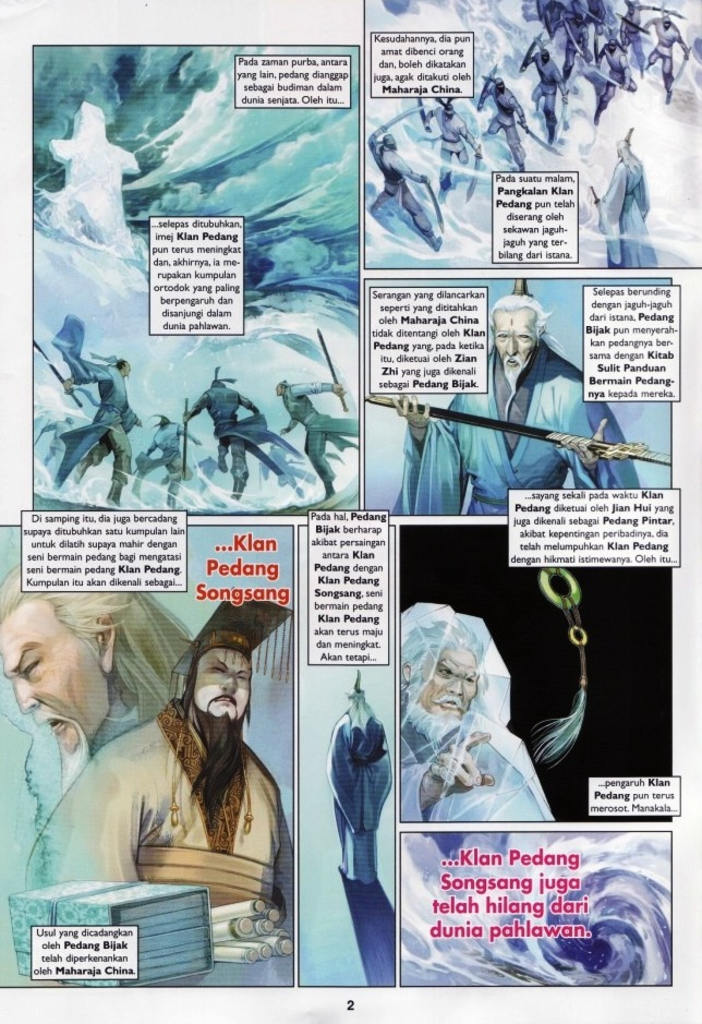 Pada zaman purba, antara
yang lain, pedang dianggap
sebagai budiman dalam
dunia senjata. Oleh itu...
...selepas ditubuhkan,
imej Klan Pedang
pun terus meningkat
dan, akhirnya, ia me-
rupakan kumpulan
ortodok yang paling
berpengaruh dan
disanjungi dalam
dunia pahlawan.
Kesudahannya, dia pun
amat dibenci orang
dan, boleh dikatakan
juga, agak ditakuti oleh
Maharaja China.
Pada suatu malam,
Pangkalan Klan
Pedang pun telah
diserang oleh
sekawan jaguh-
jaguh yang ter-
bilang dari istana.
Serangan yang dilancarkan
seperti yang dititahkan
oleh Maharaja China
tidak ditentangi oleh Klan
Pedang yang, pada ketika
itu, diketuai oleh Zian
Zhi yang juga dikenali
sebagai Pedang Bijak.
Selepas berunding
dengan jaguh-jaguh
dari istana, Pedang
Bijak pun menyerah-
kan pedangnya ber-
sama dengan Kitab
Sulit Panduan
Bermain Pedang-
nya kepada mereka.
Di samping itu, dia juga bercadang
supaya ditubuhkan satu kumpulan lain
untuk dilatih supaya mahir dengan
seni bermain pedang bagi mengatasi
seni bermain pedang Klan Pedang.
Kumpulan itu akan dikenali sebagai...
...Klan
Pedang
Songsang
Usul yang dicadangkan
oleh Pedang Bijak
telah diperkenankan
oleh Maharaja China.
Pada hal, Pedang
Bijak berharap
akibat persaingan
antara Klan
Pedang dengan
Klan Pedang
Songsang, seni
bermain pedang
Klan Pedang
akan terus maju
dan meningkat.
Akan tetapi...
...sayang sekali pada waktu Klan
Pedang diketuai oleh Jian Hui yang
juga dikenali sebagai Pedang Pintar,
akibat kepentingan peribadinya, dia
telah melumpuhkan Klan Pedang
dengan hikmati istimewanya. Oleh itu...
...pengaruh Klan
Pedang pun terus
merosot. Manakala...
...Klan Pedang
Songsang juga
telah hilang dari
dunia pahlawan.
2